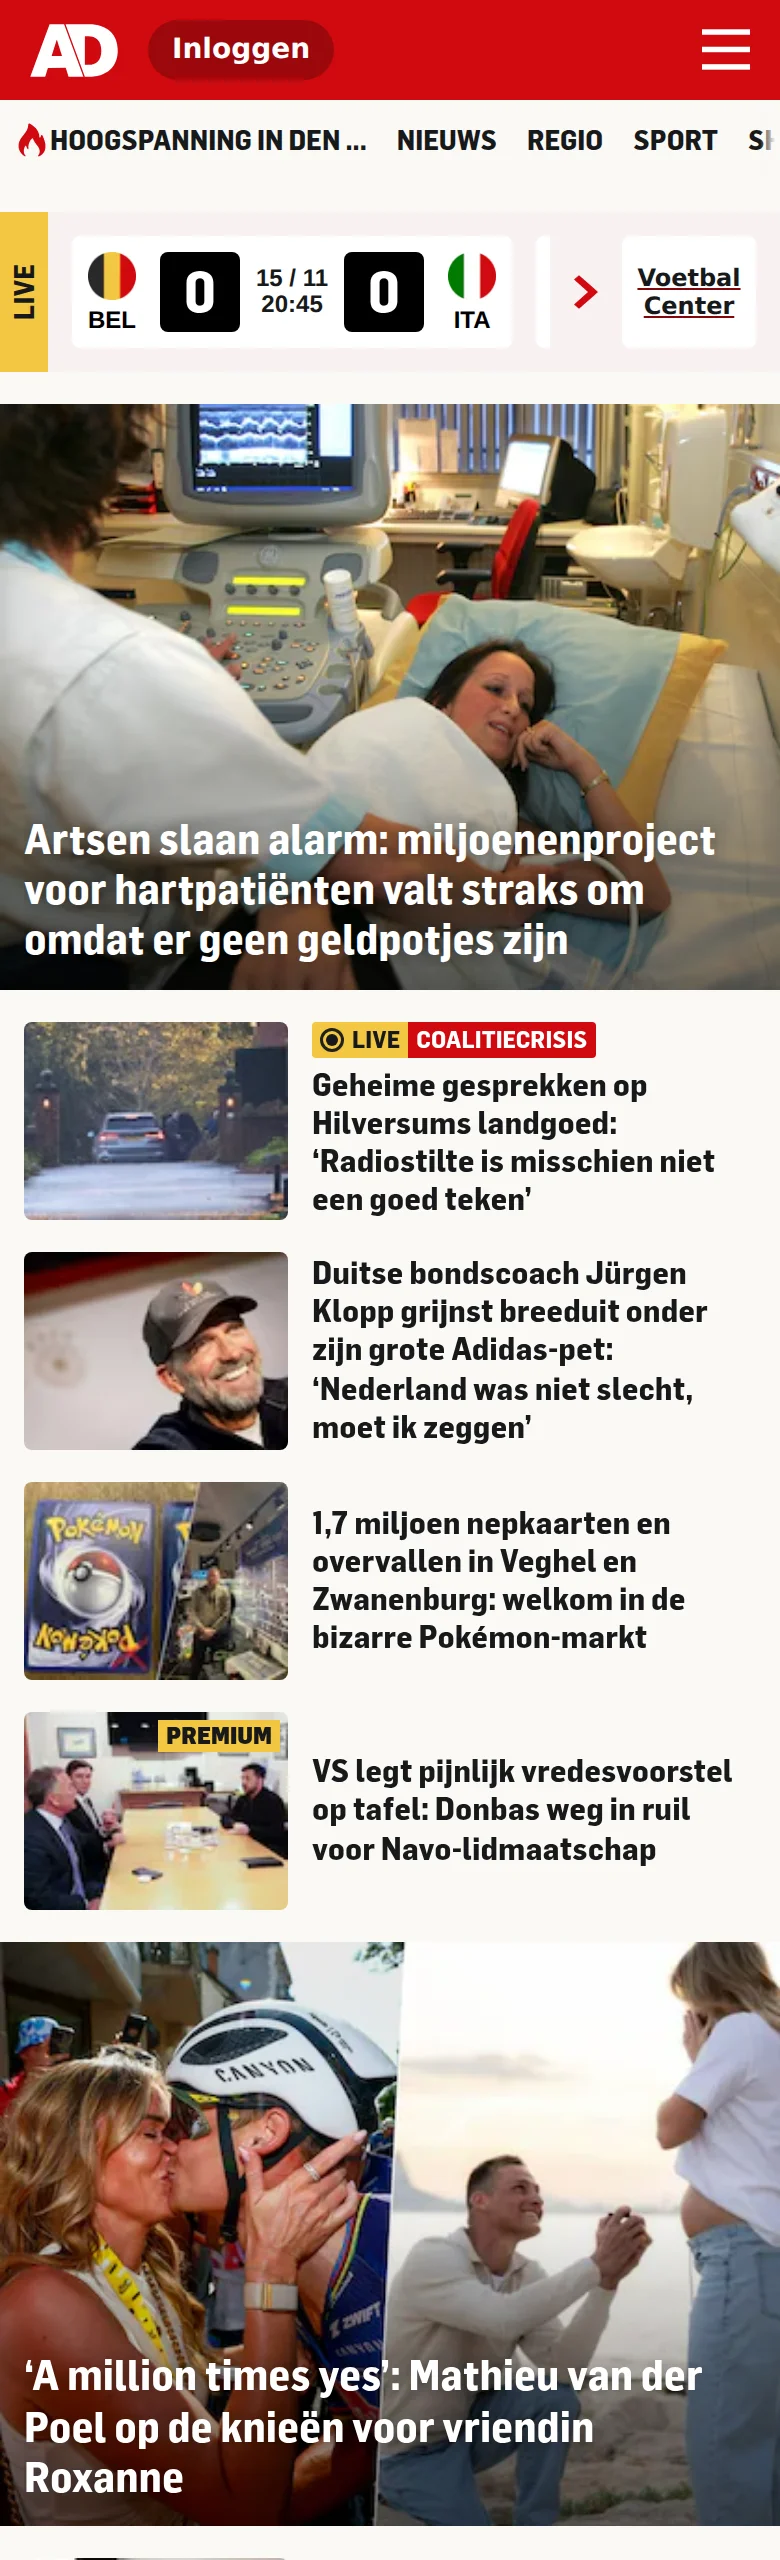 AD
Inloggen
HOOGSPANNING IN DEN ...
NIEUWS
REGIO
SPORT
LIVE
BEL
0
15 / 11
20:45
0
ITA
Voetbal
Center
Artsen slaan alarm: miljoenenproject
voor hartpatiënten valt straks om
omdat er geen geldpotjes zijn
LIVE COALITIECRISIS
Geheime gesprekken op
Hilversums landgoed:
‘Radiostilte is misschien niet
een goed teken’
Duitse bondscoach Jürgen
Klopp grijnst breeduit onder
zijn grote Adidas-pet:
‘Nederland was niet slecht,
moet ik zeggen’
Pokémon
Pokémon
1,7 miljoen nepkaarten en
overvallen in Veghel en
Zwanenburg: welkom in de
bizarre Pokémon-markt
PREMIUM
VS legt pijnlijk vredesvoorstel
op tafel: Donbas weg in ruil
voor Navo-lidmaatschap
CANYON
ZWIFT
‘A million times yes’: Mathieu van der
Poel op de knieën voor vriendin
Roxanne